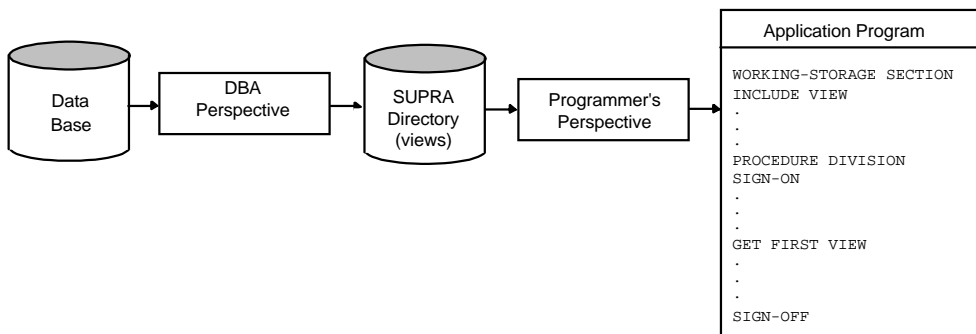 Data
Base
DBA
Perspective
SUPRA
Directory
(views)
Programmer's
Perspective
Application Program
WORKING-STORAGE SECTION
INCLUDE VIEW
.
.
.
PROCEDURE DIVISION
SIGN-ON
.
.
.
GET FIRST VIEW
.
.
.
SIGN-OFF